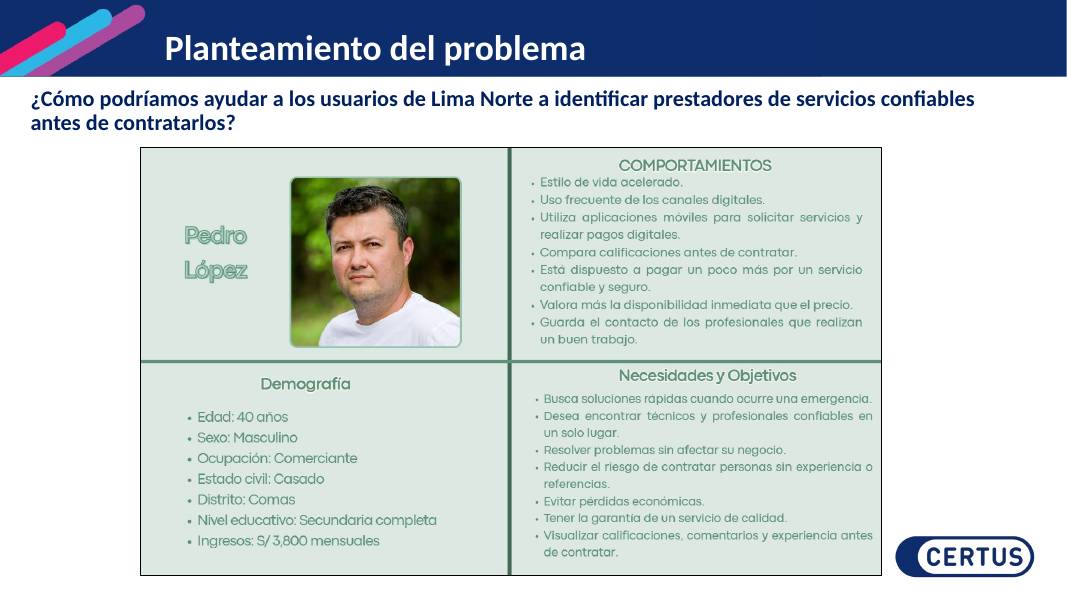 Planteamiento del problema
¿Cómo podríamos ayudar a los usuarios de Lima Norte a identificar prestadores de servicios confiables
antes de contratarlos?
Pedro
López
COMPORTAMIENTOS
• Estilo de vida acelerado.
• Uso frecuente de los canales digitales.
• Utiliza aplicaciones móviles para solicitar servicios y
realizar pagos digitales.
• Compara calificaciones antes de contratar.
• Está dispuesto a pagar un poco más por un servicio
confiable y seguro.
• Valora más la disponibilidad inmediata que el precio.
• Guarda el contacto de los profesionales que realizan
un buen trabajo.
Demografía
• Edad: 40 años
• Sexo: Masculino
• Ocupación: Comerciante
• Estado civil: Casado
• Distrito: Comas
• Nivel educativo: Secundaria completa
• Ingresos: S/ 3,800 mensuales
Necesidades y Objetivos
• Busca soluciones rápidas cuando ocurre una emergencia.
• Desea encontrar técnicos y profesionales confiables en
un solo lugar.
• Resolver problemas sin afectar su negocio.
• Reducir el riesgo de contratar personas sin experiencia o
referencias.
• Evitar pérdidas económicas.
• Tener la garantía de un servicio de calidad.
• Visualizar calificaciones, comentarios y experiencia antes
de contratar.
CERTUS